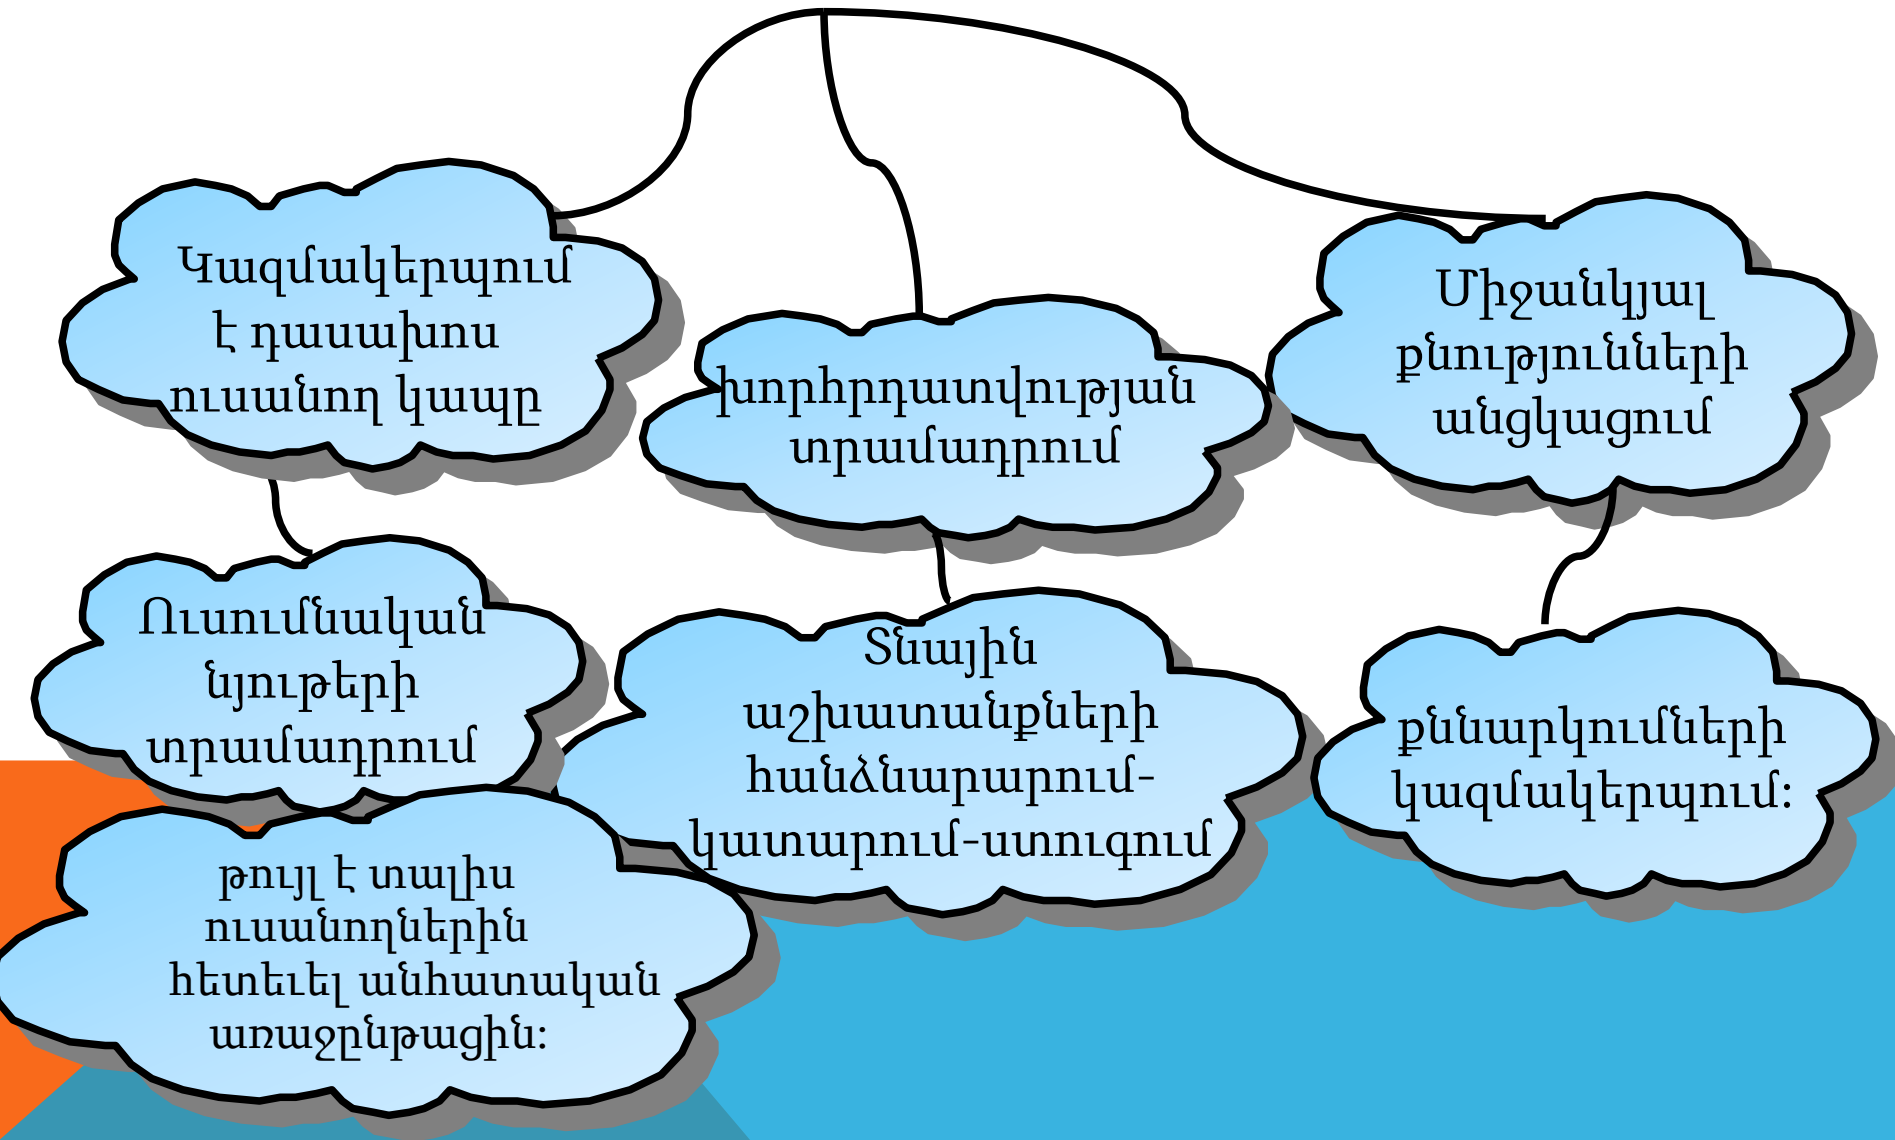 Կազմակերպում
է դասախոս
ուսանող կապը
խորհրդատվության
տրամադրում
Միջանկյալ
քնությունների
անցկացում
Ուսումնական
նյութերի
տրամադրում
Տնային
աշխատանքների
հանձնարարում-
կատարում-ստուգում
քննարկումների
կազմակերպում:
թույլ է տալիս
ուսանողներին
հետեւել անհատական
առաջընթացին: